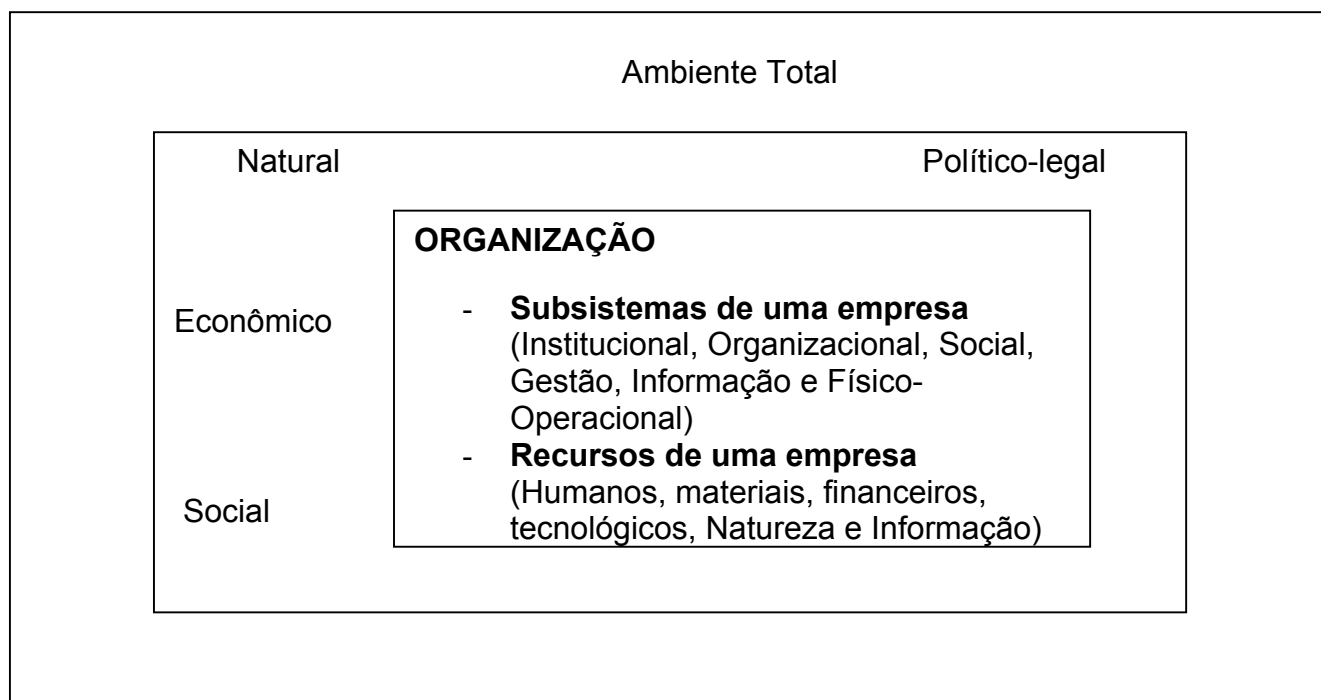 Ambiente Total
Natural
Político-legal
ORGANIZAÇÃO
- Subsistemas de uma empresa
(Institucional, Organizacional, Social,
Gestão, Informação e Físico-
Operacional)
- Recursos de uma empresa
(Humanos, materiais, financeiros,
tecnológicos, Natureza e Informação)
Econômico
Social